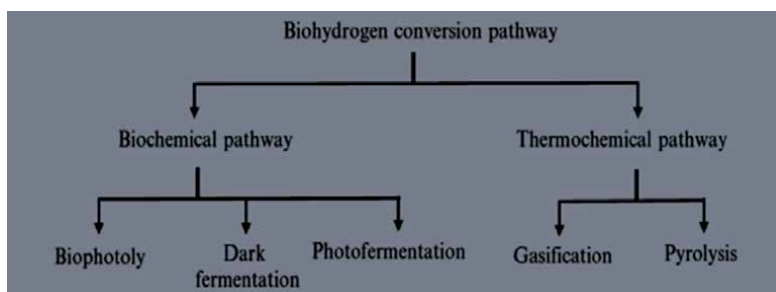 Biohydrogen conversion pathway
Biochemical pathway
Thermochemical pathway
Biophotoly
Dark
fermentation
Photofermentation
Gasification
Pyrolysis